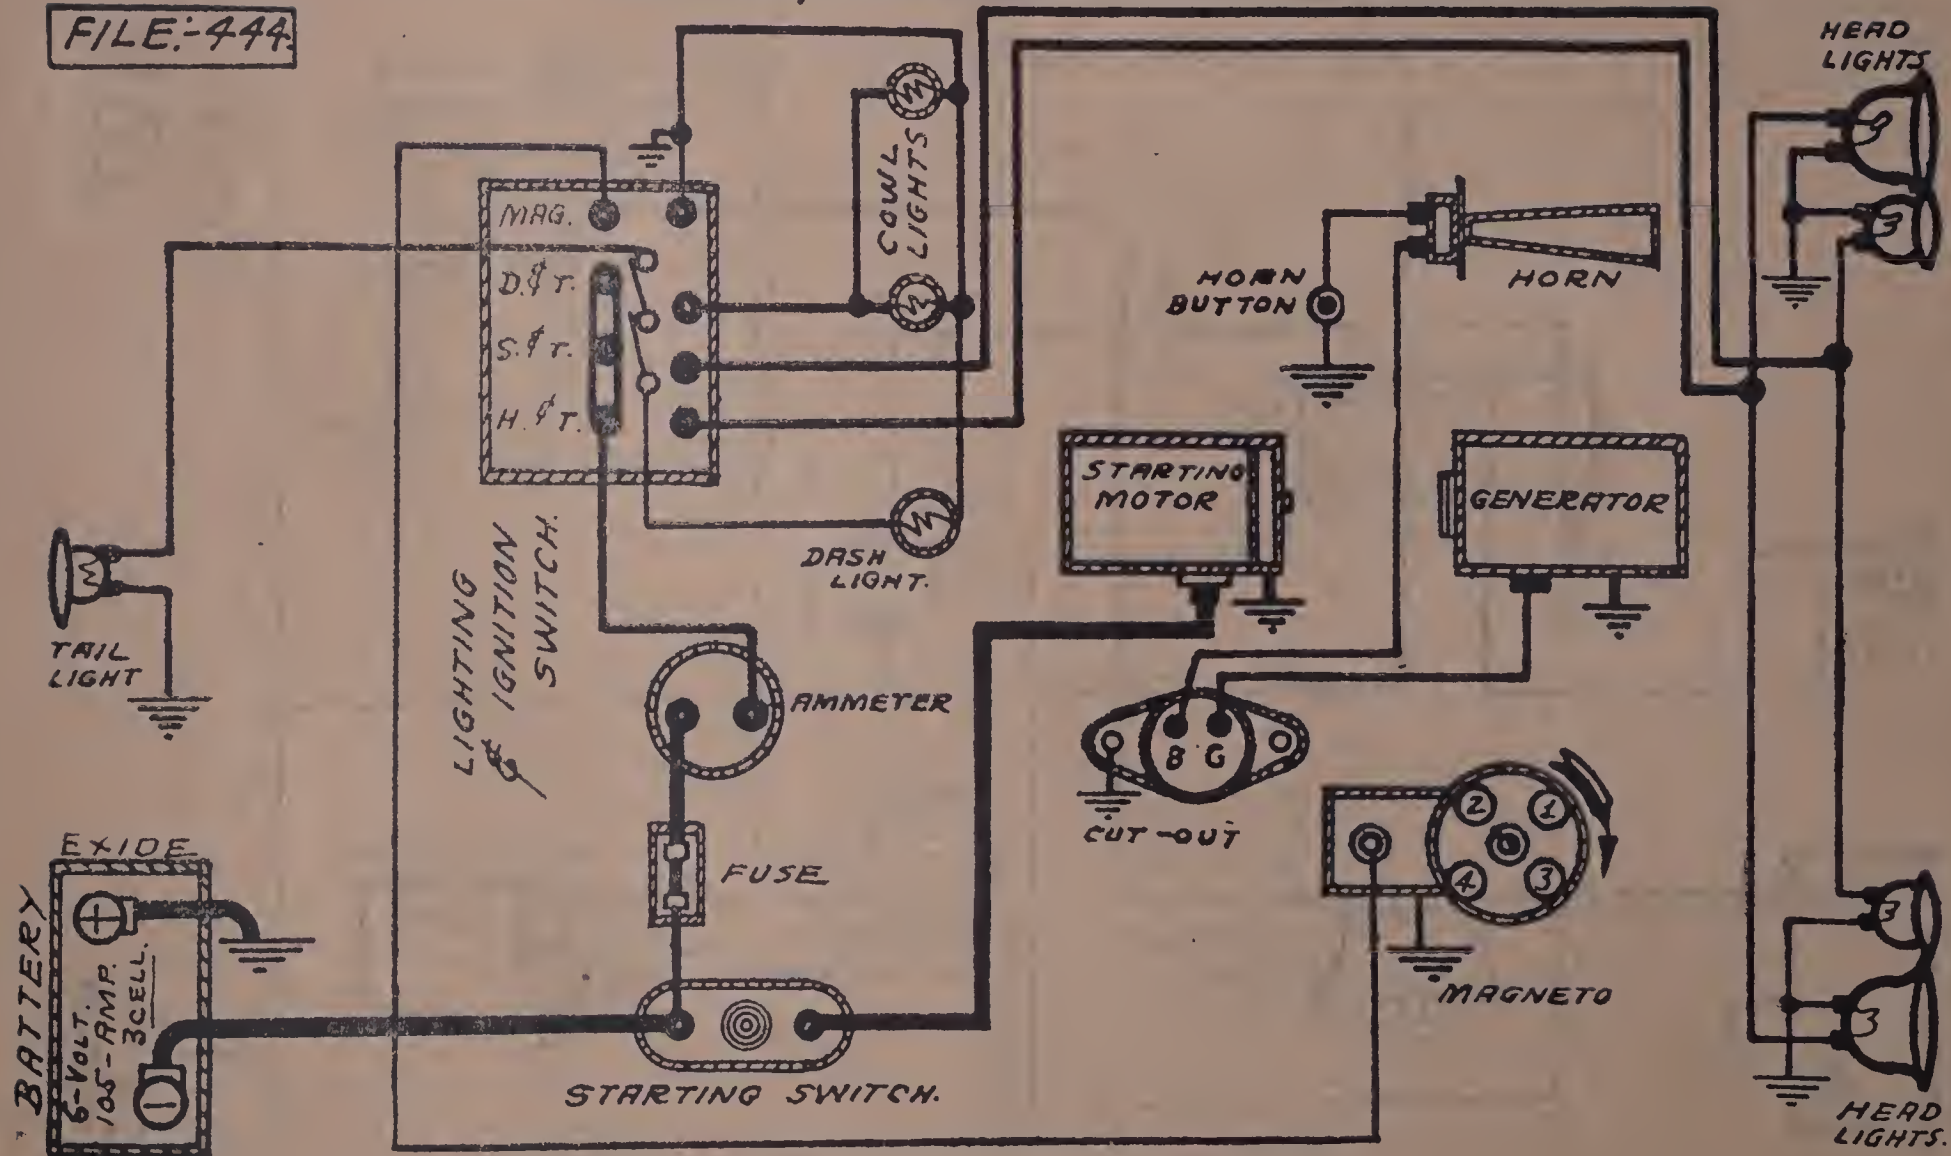 FILE:-444.
HEAD
LIGHTS
COWL
LIGHTS
MAG.
D.& T.
S.& T.
H.& T.
HORN
BUTTON
HORN
STARTING
MOTOR
GENERATOR
DASH
LIGHT.
LIGHTING
& IGNITION
SWITCH.
TAIL
LIGHT
AMMETER
B G
CUT-OUT
2 1
4 3
MAGNETO
FUSE
EXIDE
BATTERY
6-VOLT.
105-AMP.
3CELL.
STARTING SWITCH.
HEAD
LIGHTS.